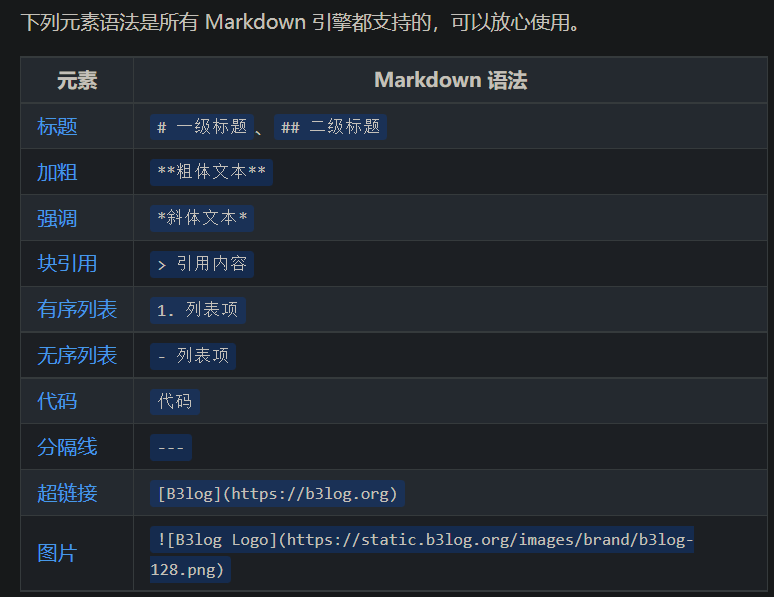 下列元素语法是所有 Markdown 引擎都支持的，可以放心使用。
元素 Markdown 语法
标题 # 一级标题 、 ## 二级标题
加粗 **粗体文本**
强调 *斜体文本*
块引用 > 引用内容
有序列表 1. 列表项
无序列表 - 列表项
代码 代码
分隔线 ---
超链接 [B3log](https://b3log.org)
图片 ![B3log Logo](https://static.b3log.org/images/brand/b3log-
128.png)